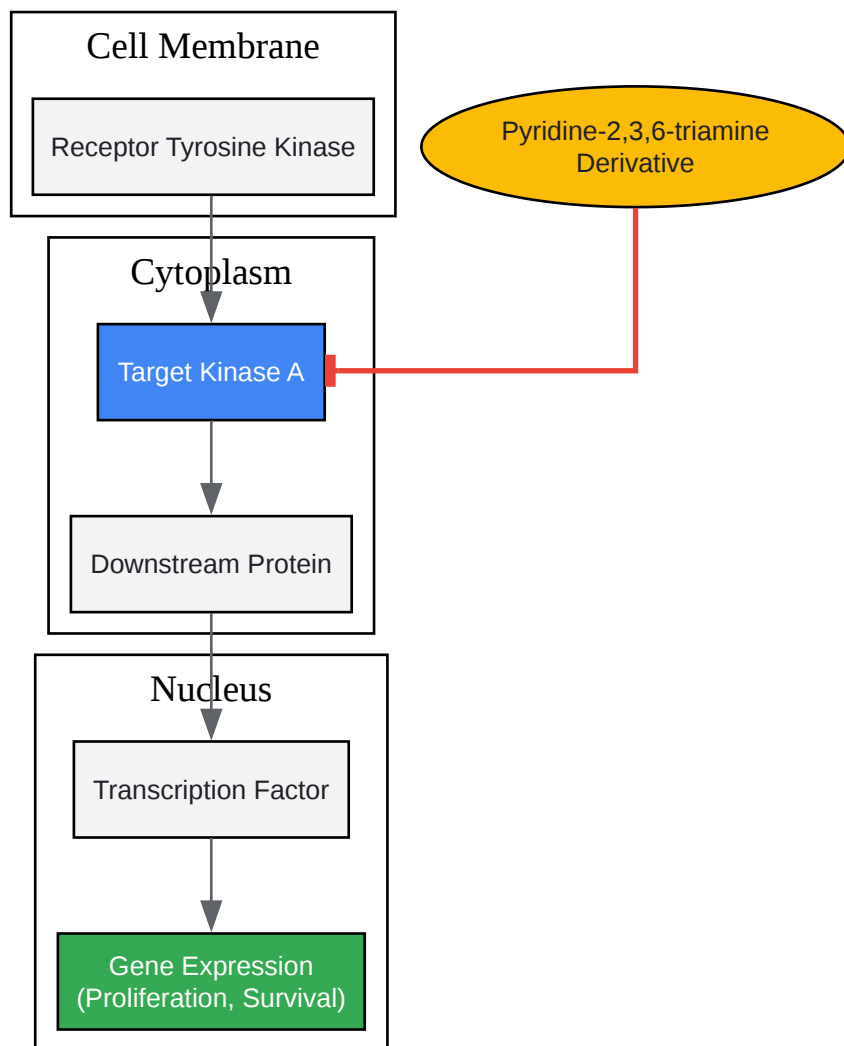 Cell Membrane
Receptor Tyrosine Kinase
Pyridine-2,3,6-triamine
Derivative
Cytoplasm
Target Kinase A
Downstream Protein
Nucleus
Transcription Factor
Gene Expression
(Proliferation, Survival)